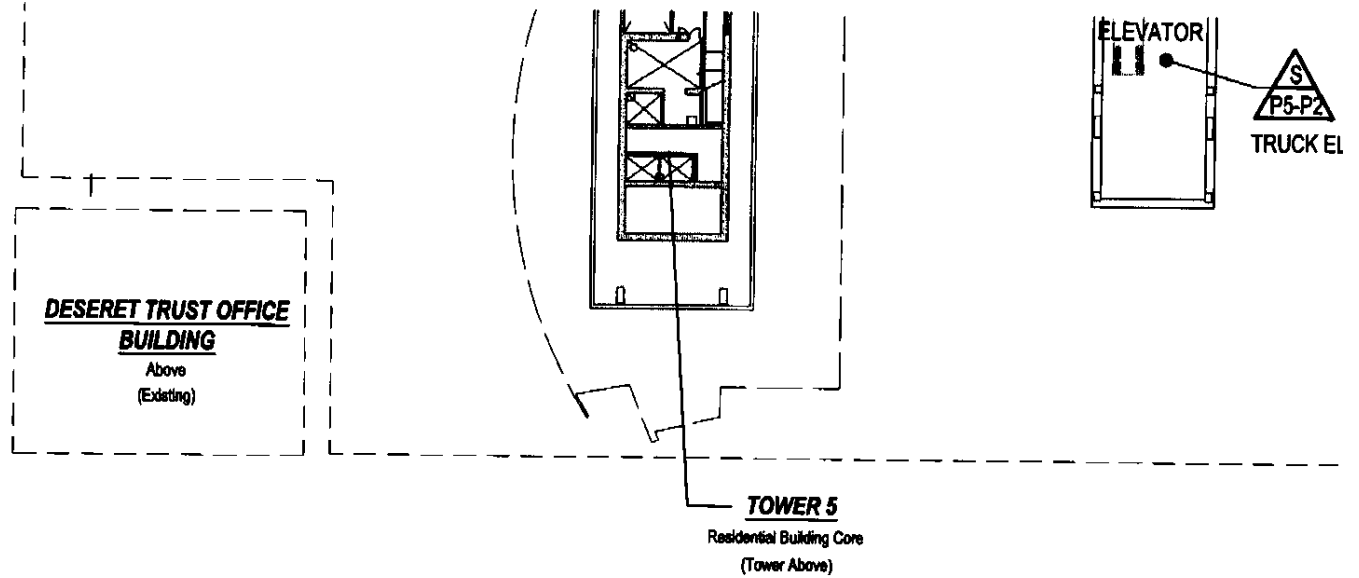 ELEVATOR
S
P5-P2
TRUCK EL
DESERET TRUST OFFICE
BUILDING
Above
(Existing)
TOWER 5
Residential Building Core
(Tower Above)